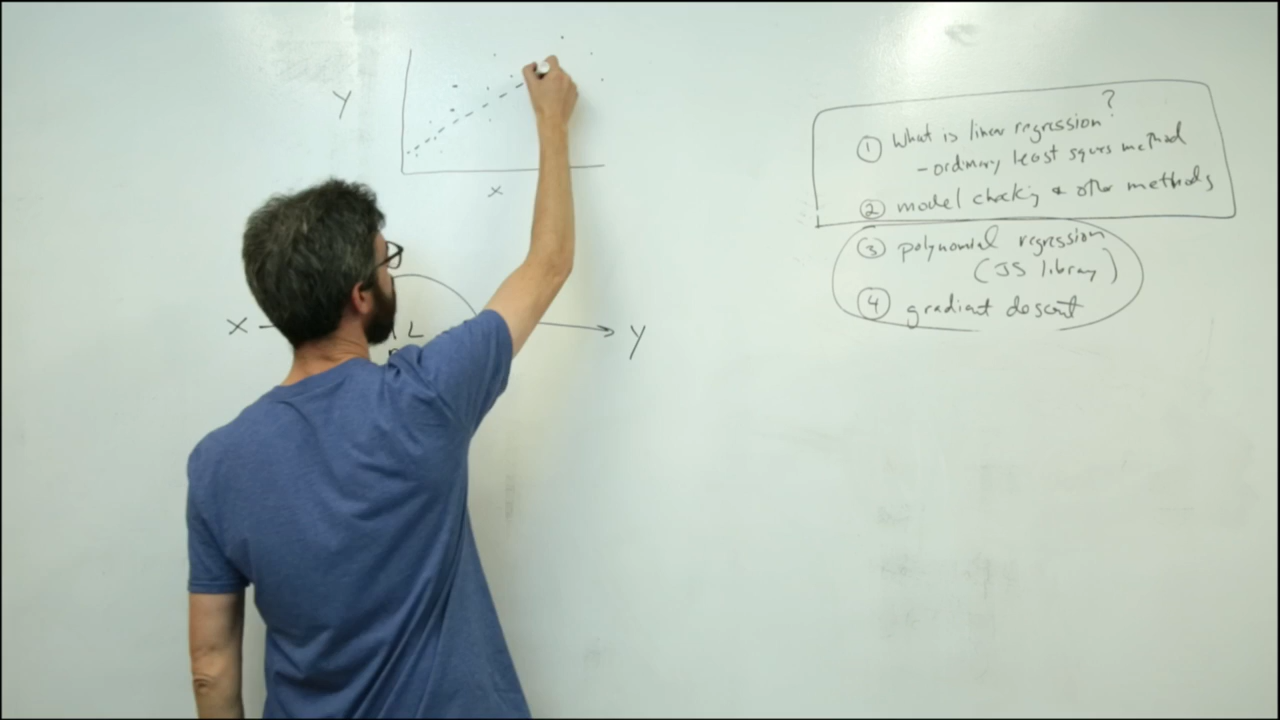 Y
x
X L Y
① What is linear regression?
- ordinary least squres method
② model checking & other methods
③ polynomial regression
(JS library)
④ gradient descent